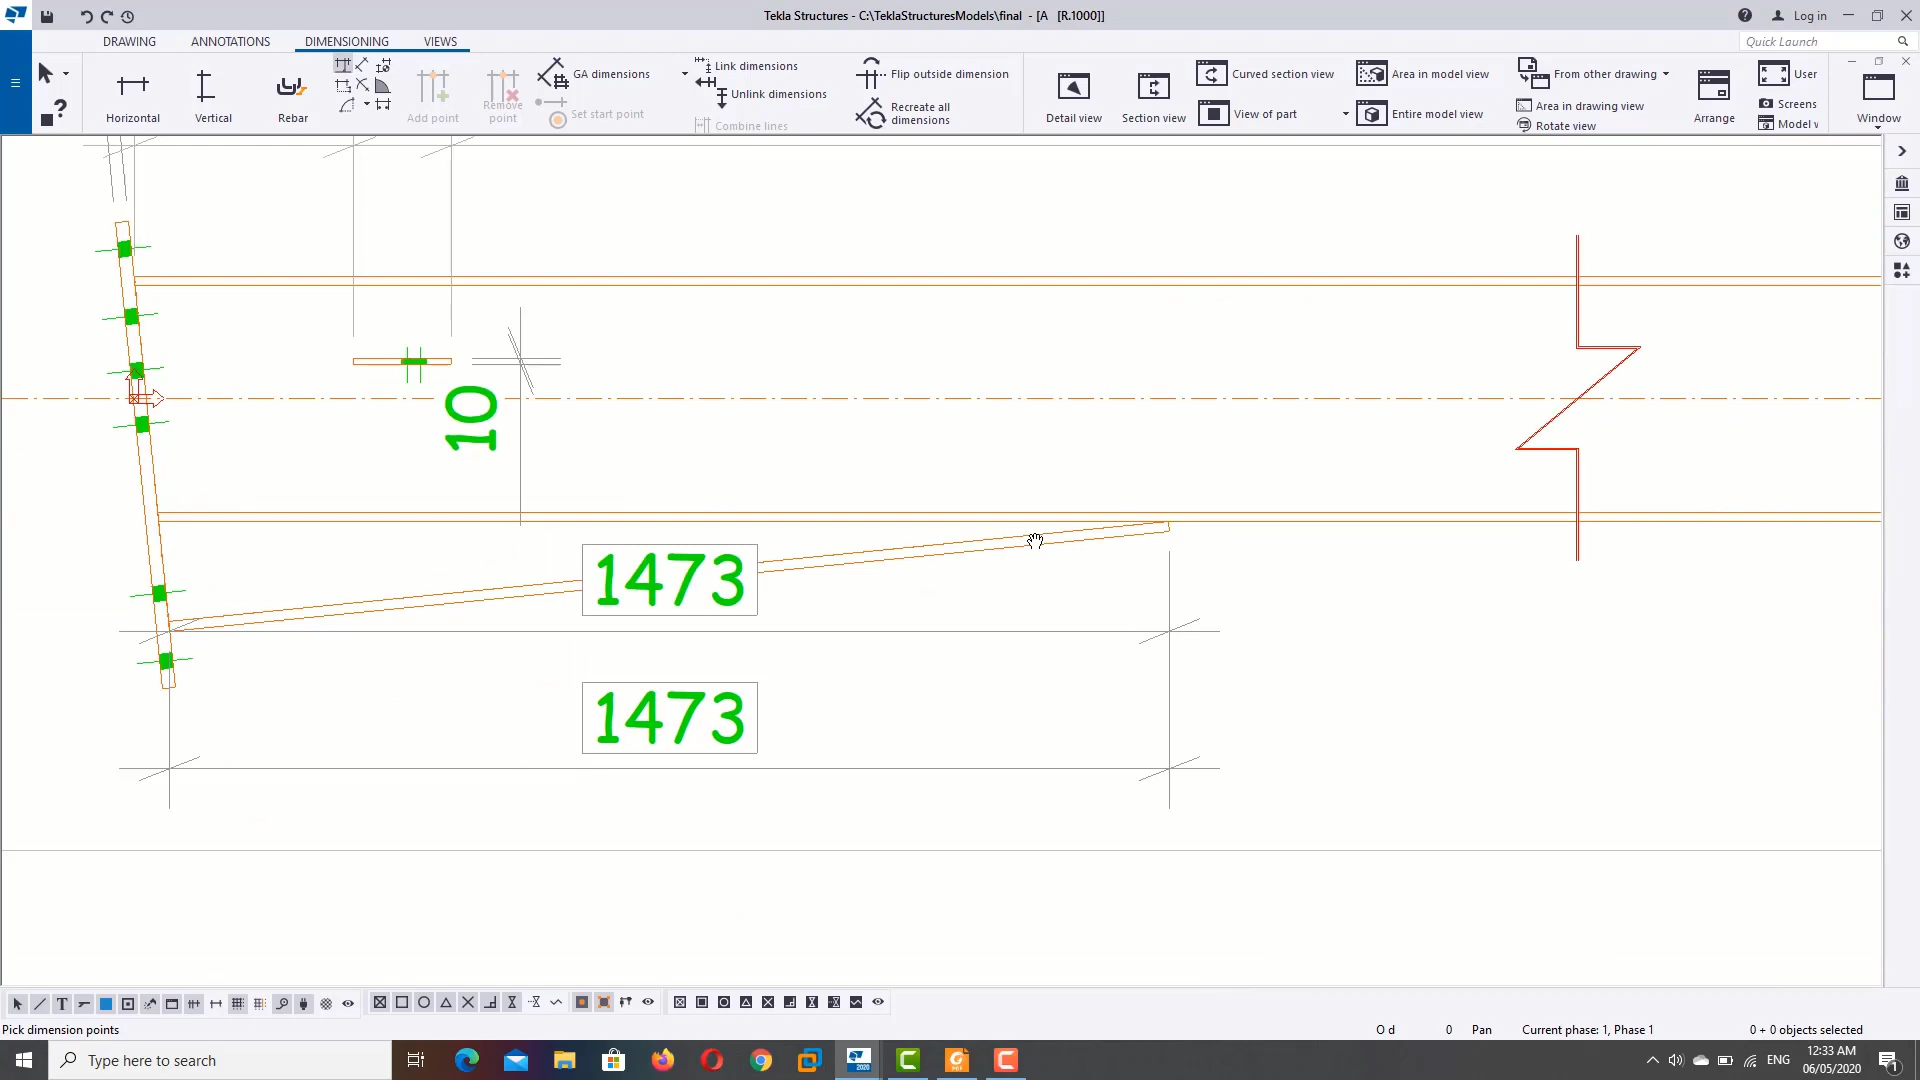 Tekla Structures - C:\TeklaStructuresModels\final - [A [R.1000]]
Log in
DRAWING
ANNOTATIONS
DIMENSIONING
VIEWS
Quick Launch
Horizontal
Vertical
Rebar
Add point
Remove point
GA dimensions
Set start point
Link dimensions
Unlink dimensions
Combine lines
Flip outside dimension
Recreate all dimensions
Detail view
Section view
Curved section view
View of part
Area in model view
Entire model view
From other drawing
Area in drawing view
Rotate view
Arrange
User
Screens
Model v
Window
10
1473
1473
Pick dimension points
O d
0
Pan
Current phase: 1, Phase 1
0 + 0 objects selected
Type here to search
2020
PDF
ENG
12:33 AM
06/05/2020
1